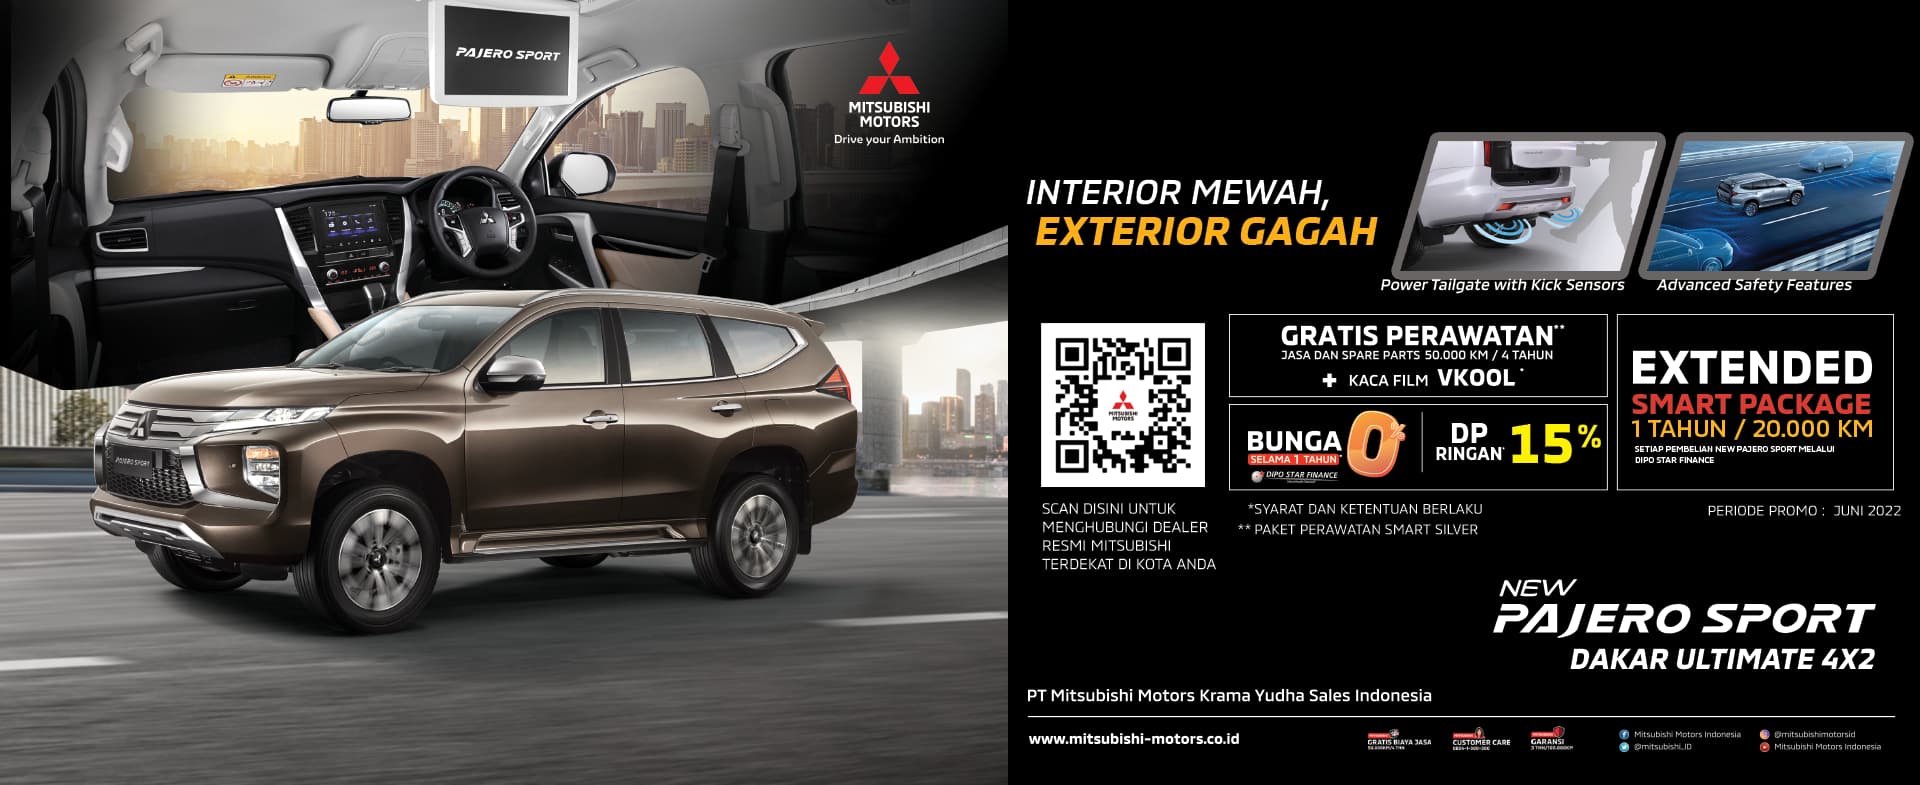 PAJERO SPORT
MITSUBISHI
MOTORS
Drive your Ambition
PAJERO SPORT
INTERIOR MEWAH,
EXTERIOR GAGAH
Power Tailgate with Kick Sensors
Advanced Safety Features
MITSUBISHI
MOTORS
SCAN DISINI UNTUK
MENGHUBUNGI DEALER
RESMI MITSUBISHI
TERDEKAT DI KOTA ANDA
GRATIS PERAWATAN**
JASA DAN SPARE PARTS 50.000 KM / 4 TAHUN
+ KACA FILM VKOOL*
BUNGA 0%
SELAMA 1 TAHUN*
DIPO STAR FINANCE
DP
RINGAN* 15%
EXTENDED
SMART PACKAGE
1 TAHUN / 20.000 KM
SETIAP PEMBELIAN NEW PAJERO SPORT MELALUI
DIPO STAR FINANCE
*SYARAT DAN KETENTUAN BERLAKU
** PAKET PERAWATAN SMART SILVER
PERIODE PROMO : JUNI 2022
NEW
PAJERO SPORT
DAKAR ULTIMATE 4X2
PT Mitsubishi Motors Krama Yudha Sales Indonesia
www.mitsubishi-motors.co.id
GRATIS BIAYA JASA
CUSTOMER CARE
GARANSI
Mitsubishi Motors Indonesia
@mitsubishi_ID
@mitsubishimotorsid
Mitsubishi Motors Indonesia